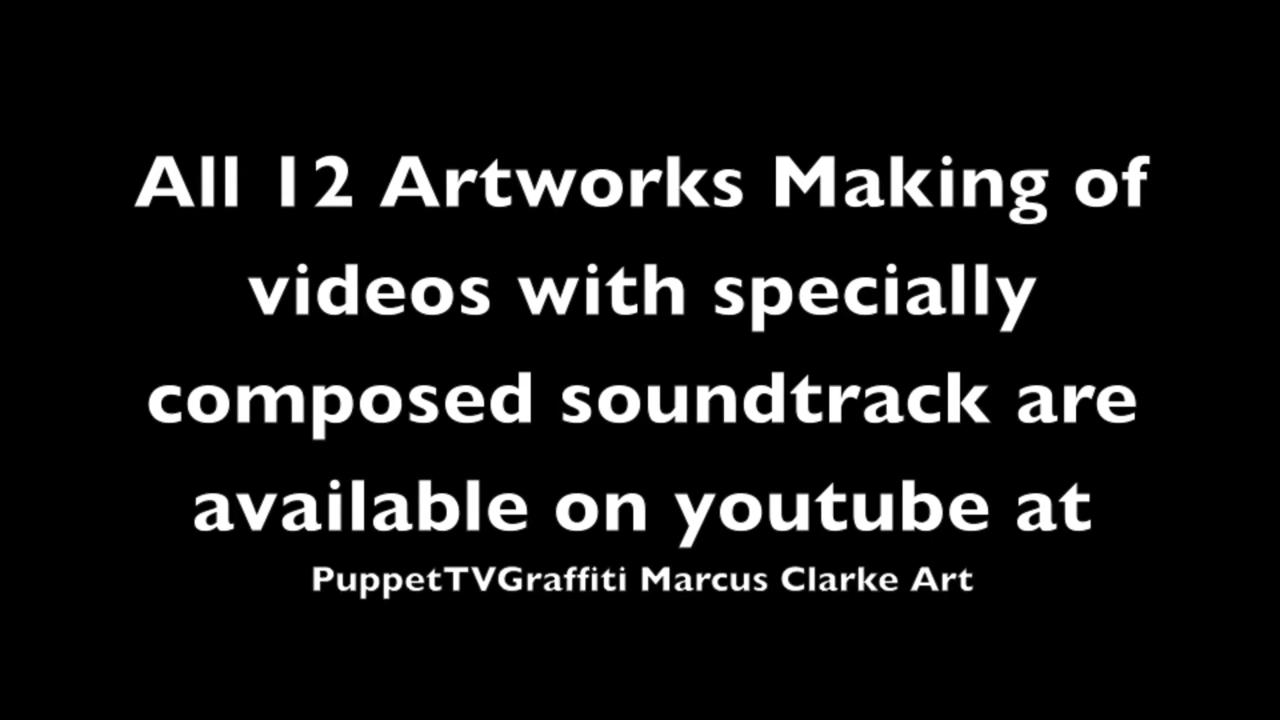 All 12 Artworks Making of
videos with specially
composed soundtrack are
available on youtube at
PuppetTVGraffiti Marcus Clarke Art